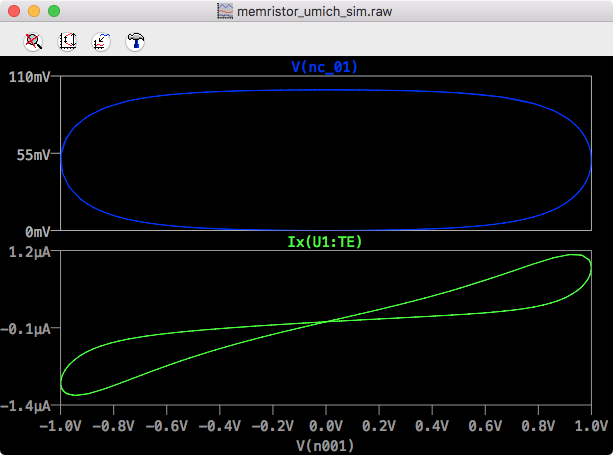 memristor_umich_sim.raw
V(nc_01)
110mV
55mV
0mV
Ix(U1:TE)
1.2µA
-0.1µA
-1.4µA
-1.0V -0.8V -0.6V -0.4V -0.2V 0.0V 0.2V 0.4V 0.6V 0.8V 1.0V
V(n001)